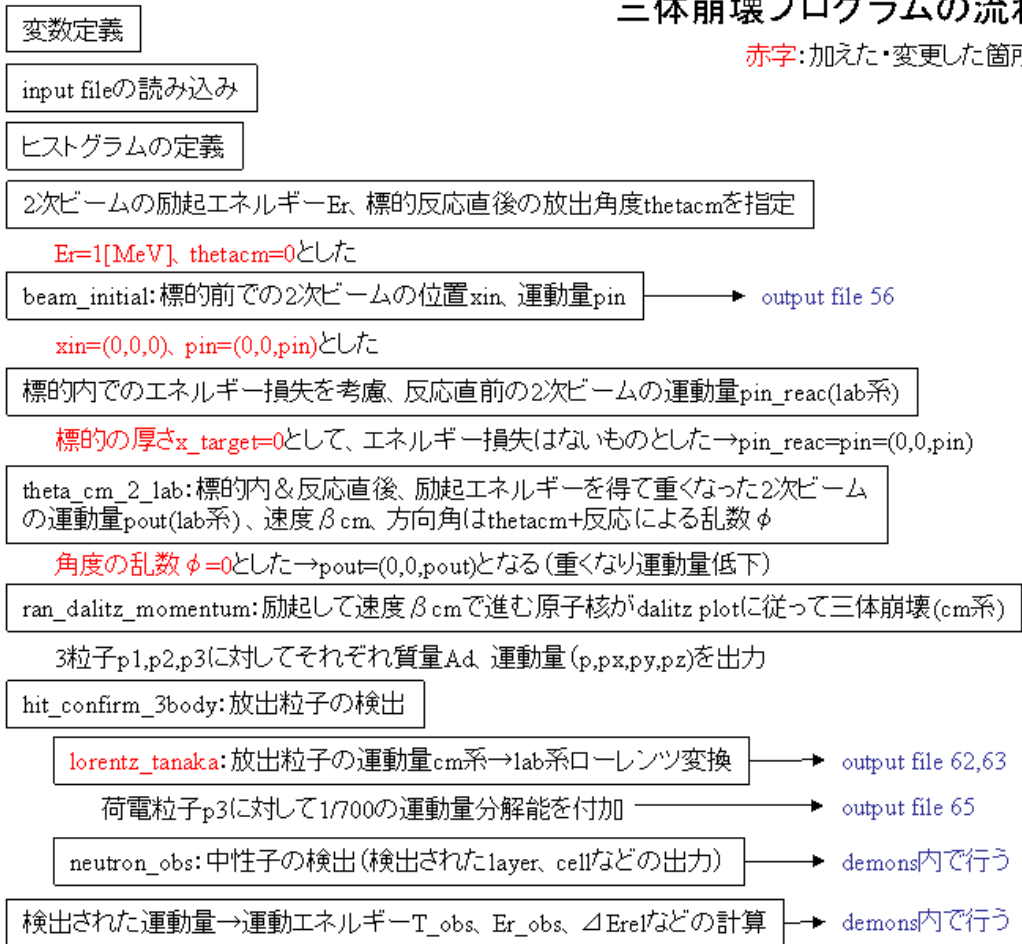 三体崩壊プログラムの流れ
赤字:加えた・変更した箇所
変数定義
input fileの読み込み
ヒストグラムの定義
2次ビームの励起エネルギーEr、標的反応直後の放出角度thetacmを指定
Er=1[MeV]、thetacm=0とした
beam_initial:標的前での2次ビームの位置xin、運動量pin
output file 56
xin=(0,0,0)、pin=(0,0,pin)とした
標的内でのエネルギー損失を考慮、反応直前の2次ビームの運動量pin_reac(lab系)
標的の厚さx_target=0として、エネルギー損失はないものとした→pin_reac=pin=(0,0,pin)
theta_cm_2_lab:標的内&反応直後、励起エネルギーを得て重くなった2次ビーム
の運動量pout(lab系)、速度βcm、方向角はthetacm+反応による乱数φ
角度の乱数φ=0とした→pout=(0,0,pout)となる(重くなり運動量低下)
ran_dalitz_momentum:励起して速度βcmで進む原子核がdalitz plotに従って三体崩壊(cm系)
3粒子p1,p2,p3に対してそれぞれ質量Ad、運動量(p,px,py,pz)を出力
hit_confirm_3body:放出粒子の検出
lorentz_tanaka:放出粒子の運動量cm系→lab系ローレンツ変換
output file 62,63
荷電粒子p3に対して1/700の運動量分解能を付加
output file 65
neutron_obs:中性子の検出(検出されたlayer、cellなどの出力)
demons内で行う
検出された運動量→運動エネルギーT_obs、Er_obs、⊿Erelなどの計算
demons内で行う